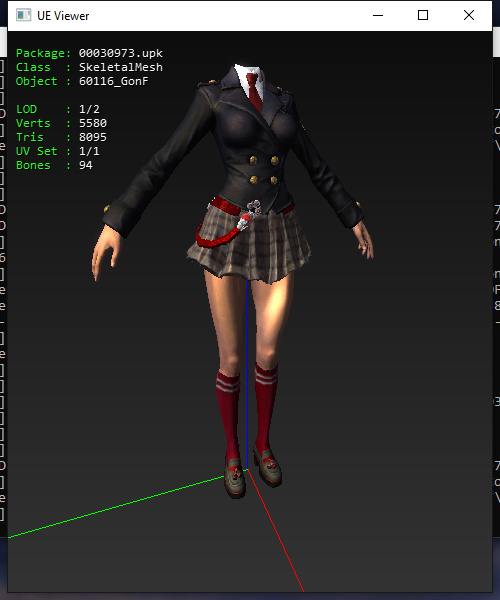 UE Viewer
Package: 00030973.upk
Class  : SkeletalMesh
Object : 60116_GonF
LOD    : 1/2
Verts  : 5580
Tris   : 8095
UV Set : 1/1
Bones  : 94